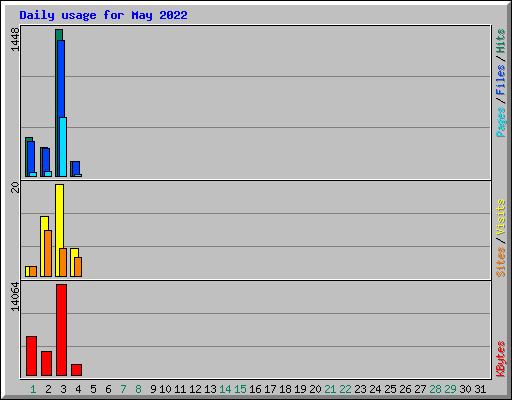 Daily usage for May 2022
1448
Pages/Files/Hits
20
Sites/Visits
14064
KBytes
1 2 3 4 5 6 7 8 9 10 11 12 13 14 15 16 17 18 19 20 21 22 23 24 25 26 27 28 29 30 31